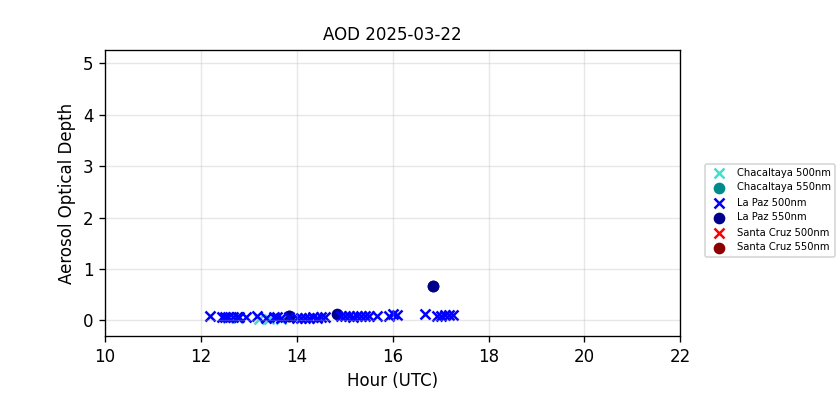 AOD 2025-03-22
Aerosol Optical Depth
5
4
3
2
1
0
10 12 14 16 18 20 22
Hour (UTC)
Chacaltaya 500nm
Chacaltaya 550nm
La Paz 500nm
La Paz 550nm
Santa Cruz 500nm
Santa Cruz 550nm